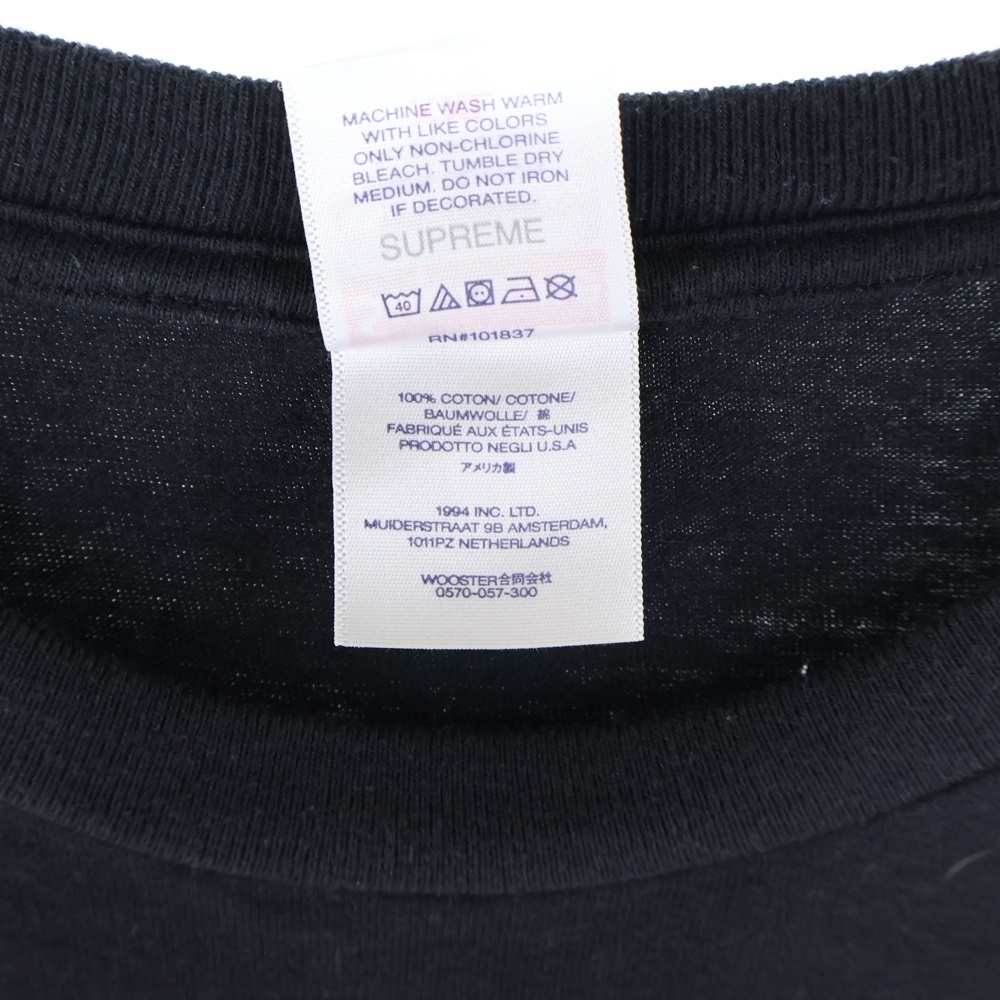 MACHINE WASH WARM
WITH LIKE COLORS
ONLY NON-CHLORINE
BLEACH. TUMBLE DRY
MEDIUM. DO NOT IRON
IF DECORATED.
SUPREME
40
RN#101837
100% COTON/ COTONE/
BAUMWOLLE/ 綿
FABRIQUÉ AUX ÉTATS-UNIS
PRODOTTO NEGLI U.S.A
アメリカ製
1994 INC. LTD.
MUIDERSTRAAT 9B AMSTERDAM,
1011PZ NETHERLANDS
WOOSTER合同会社
0570-057-300